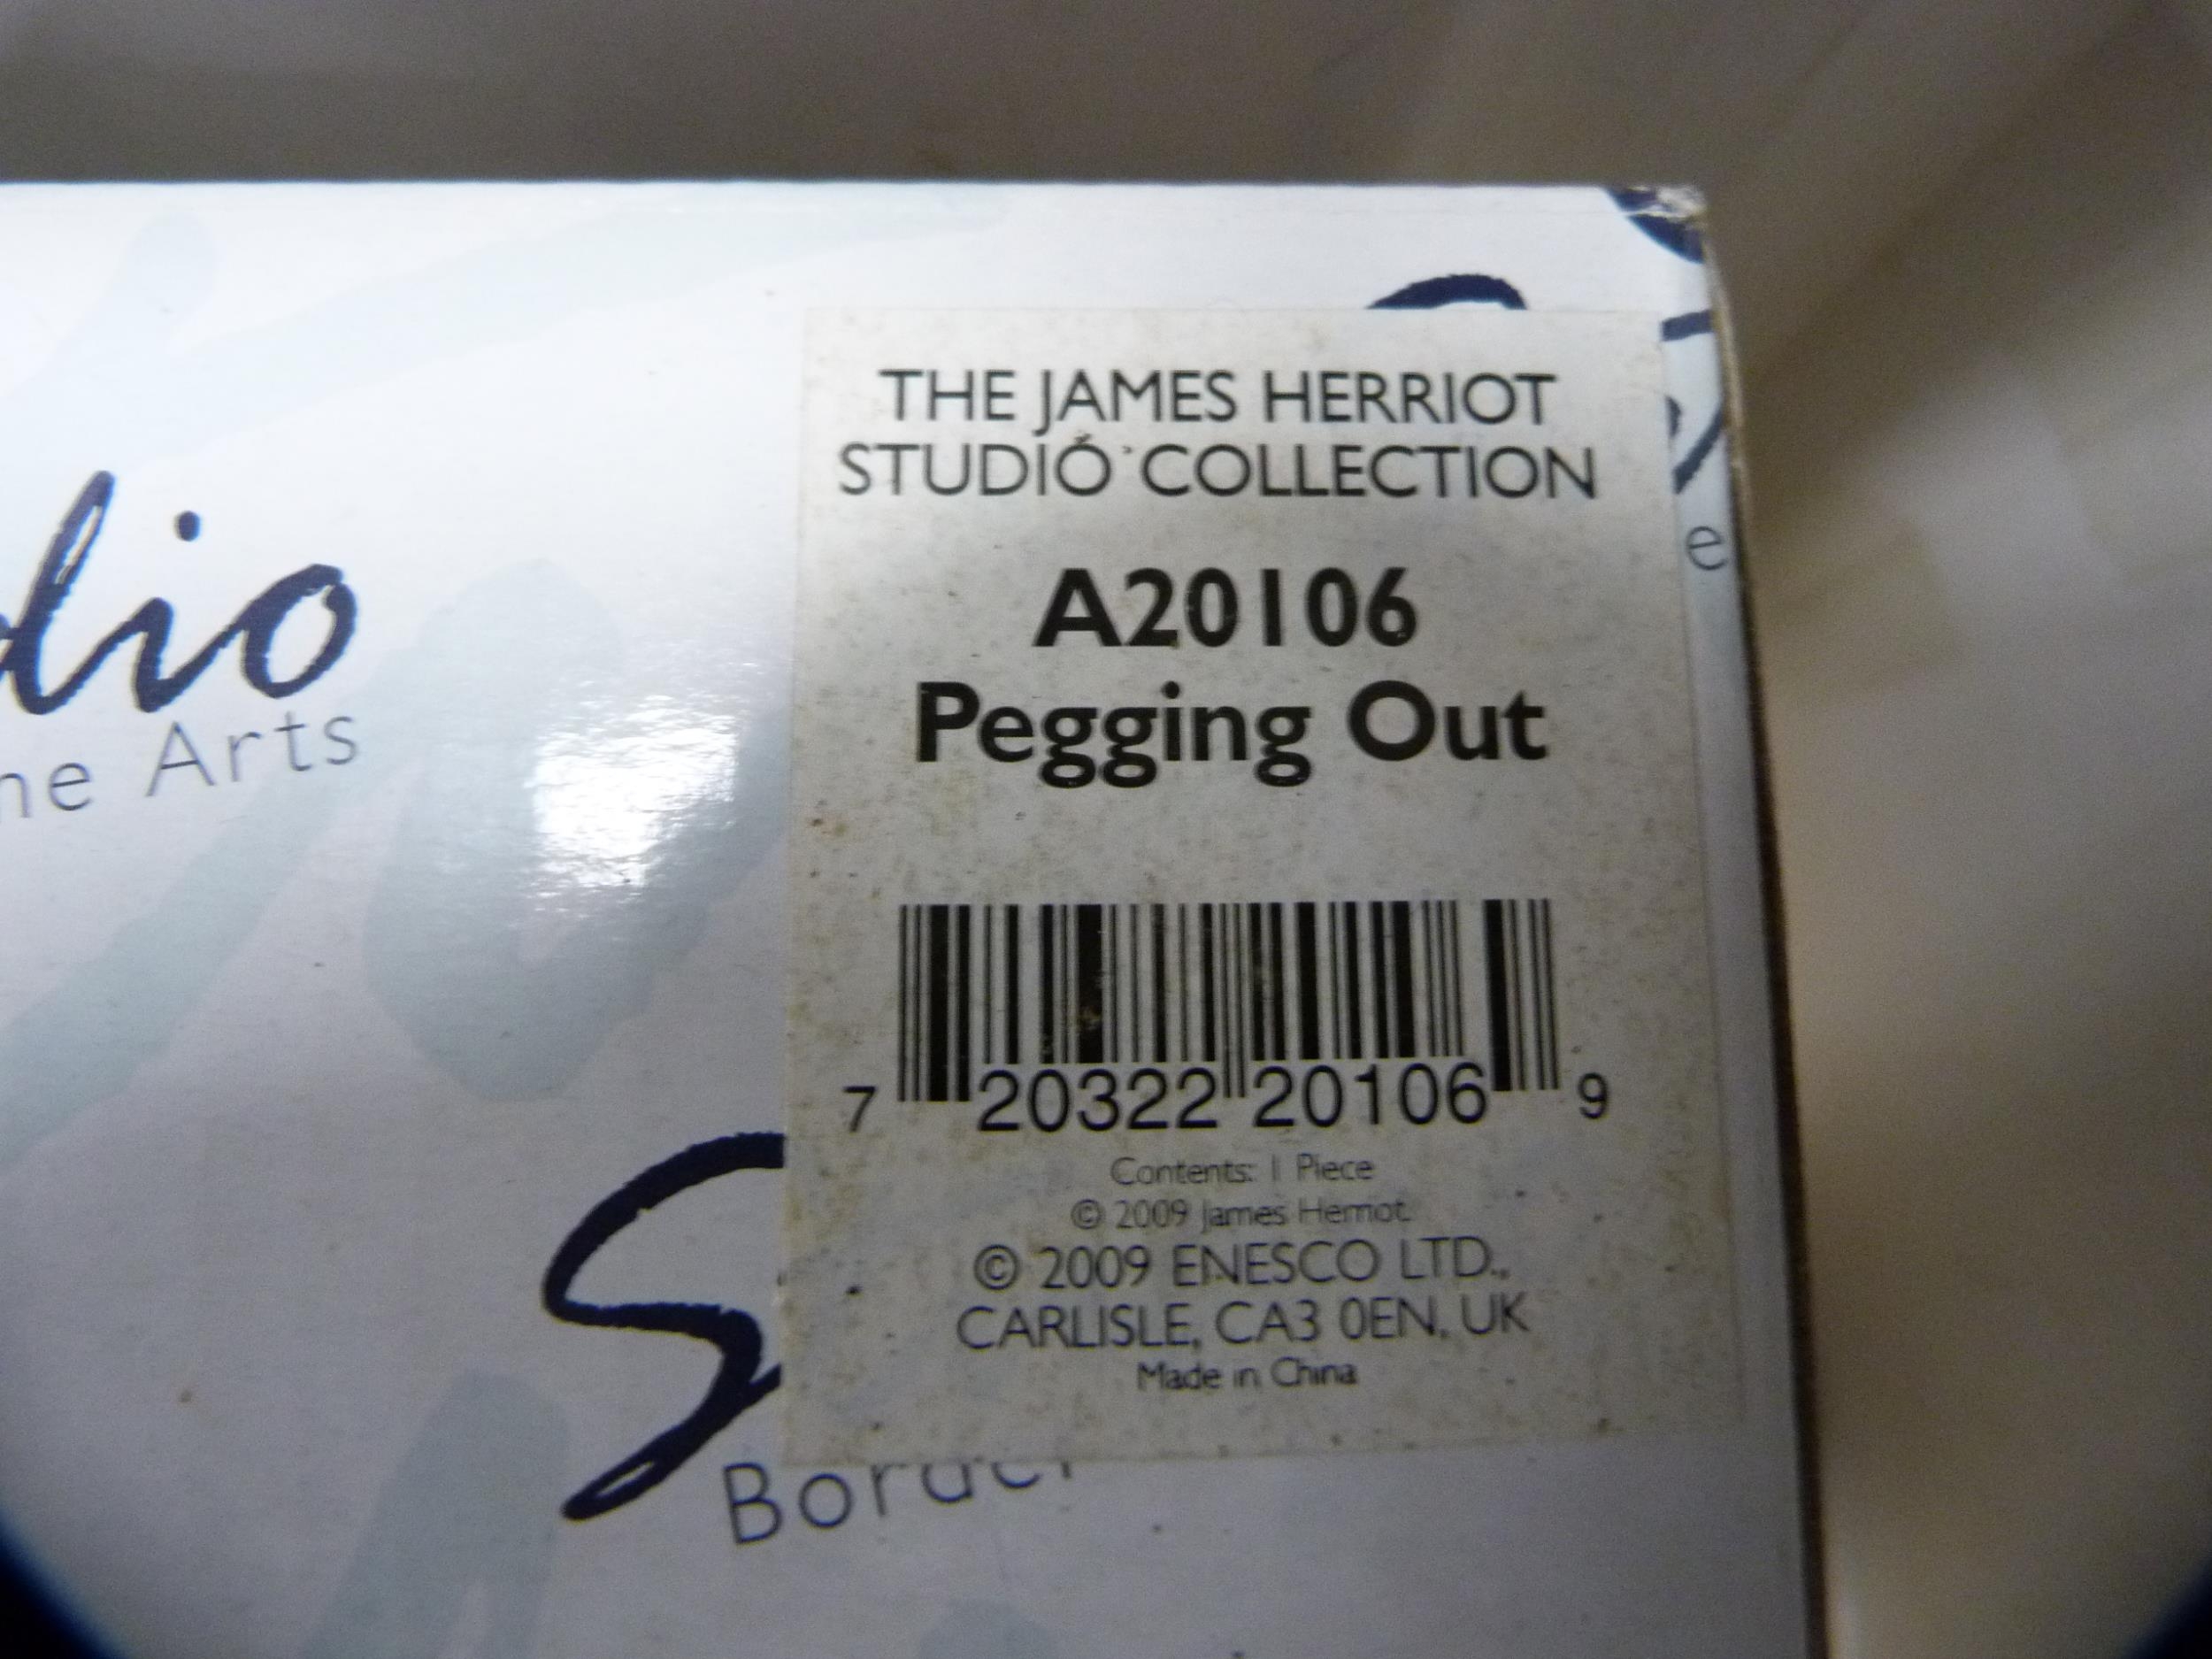 THE JAMES HERRIOT
STUDIO COLLECTION
A20106
Pegging Out
7 20322 20106 9
Contents: 1 Piece
© 2009 James Herriot
© 2009 ENESCO LTD.,
CARLISLE, CA3 0EN, UK
Made in China
dio
ne Arts
S
Border
e